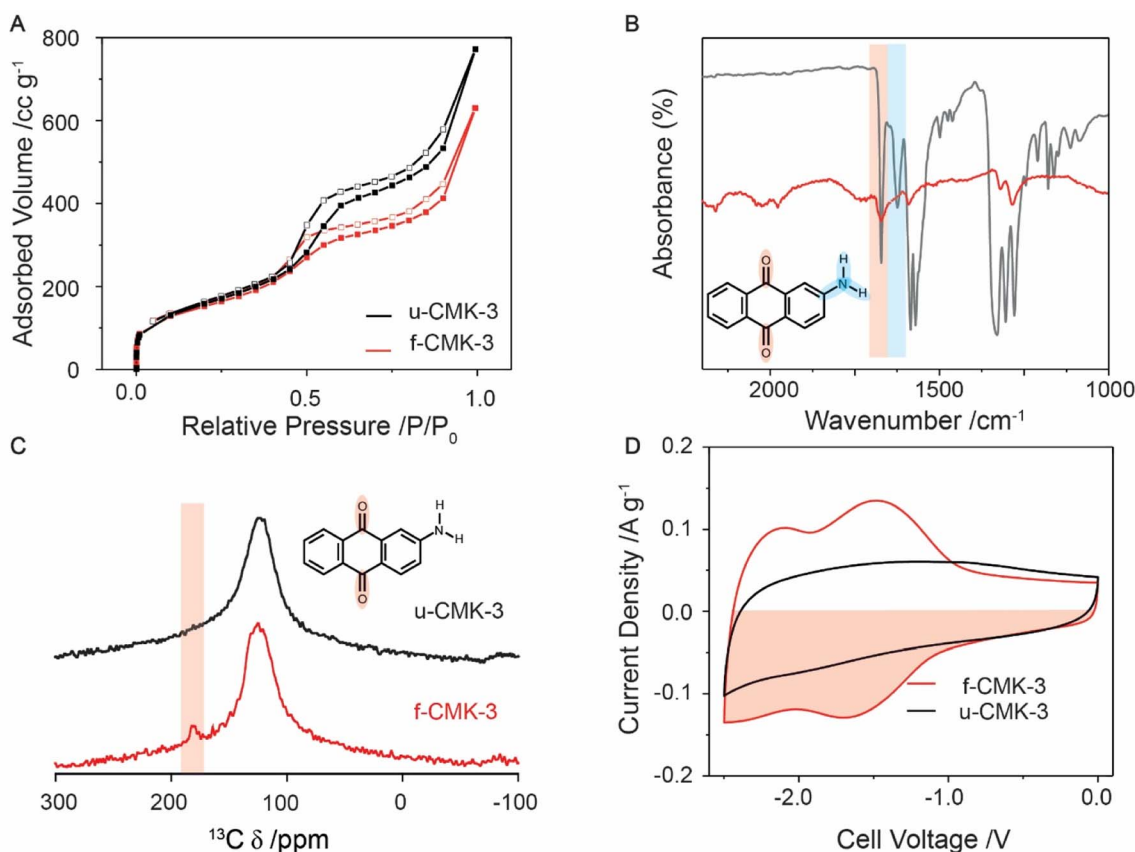 A
800
600
400
200
0
Adsorbed Volume /cc g⁻¹
u-CMK-3
f-CMK-3
0.0
0.5
1.0
Relative Pressure /P/P₀
B
Absorbance (%)
O
H
N
H
O
2000
1500
1000
Wavenumber /cm⁻¹
C
O
H
N
H
O
u-CMK-3
f-CMK-3
300
200
100
0
-100
¹³C δ /ppm
D
0.2
0.1
0.0
-0.1
-0.2
Current Density /A g⁻¹
f-CMK-3
u-CMK-3
-2.0
-1.0
0.0
Cell Voltage /V